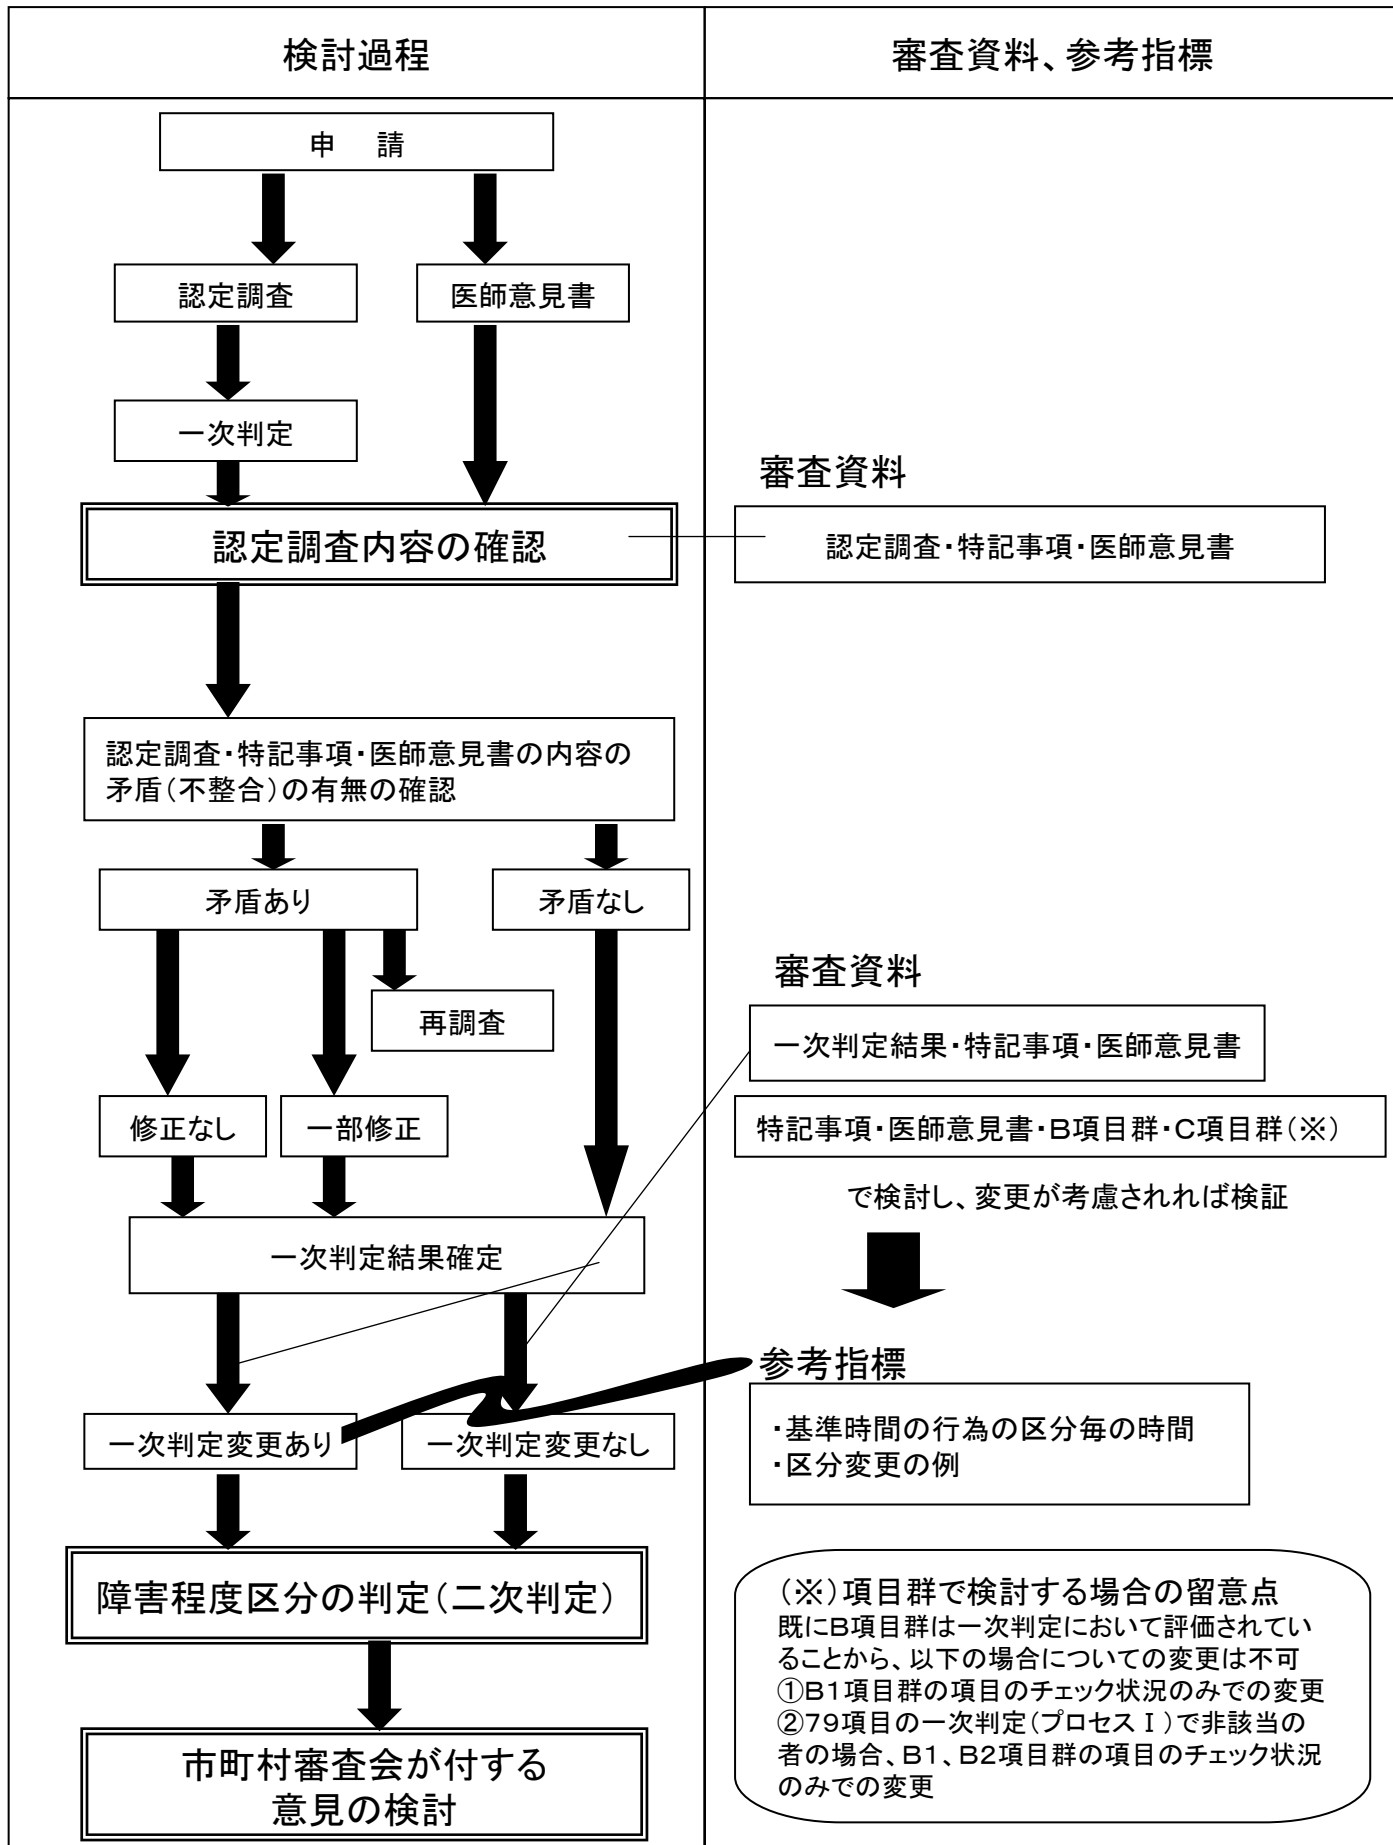 検討過程
審査資料、参考指標
申　請
認定調査
医師意見書
一次判定
審査資料
認定調査内容の確認
認定調査・特記事項・医師意見書
認定調査・特記事項・医師意見書の内容の
矛盾(不整合)の有無の確認
矛盾あり
矛盾なし
再調査
審査資料
一次判定結果・特記事項・医師意見書
修正なし
一部修正
特記事項・医師意見書・B項目群・C項目群(※)
で検討し、変更が考慮されれば検証
一次判定結果確定
参考指標
一次判定変更あり
一次判定変更なし
・基準時間の行為の区分毎の時間
・区分変更の例
障害程度区分の判定(二次判定)
(※)項目群で検討する場合の留意点
既にB項目群は一次判定において評価されてい
ることから、以下の場合についての変更は不可
①B1項目群の項目のチェック状況のみでの変更
②79項目の一次判定(プロセスⅠ)で非該当の
者の場合、B1、B2項目群の項目のチェック状況
のみでの変更
市町村審査会が付する
意見の検討